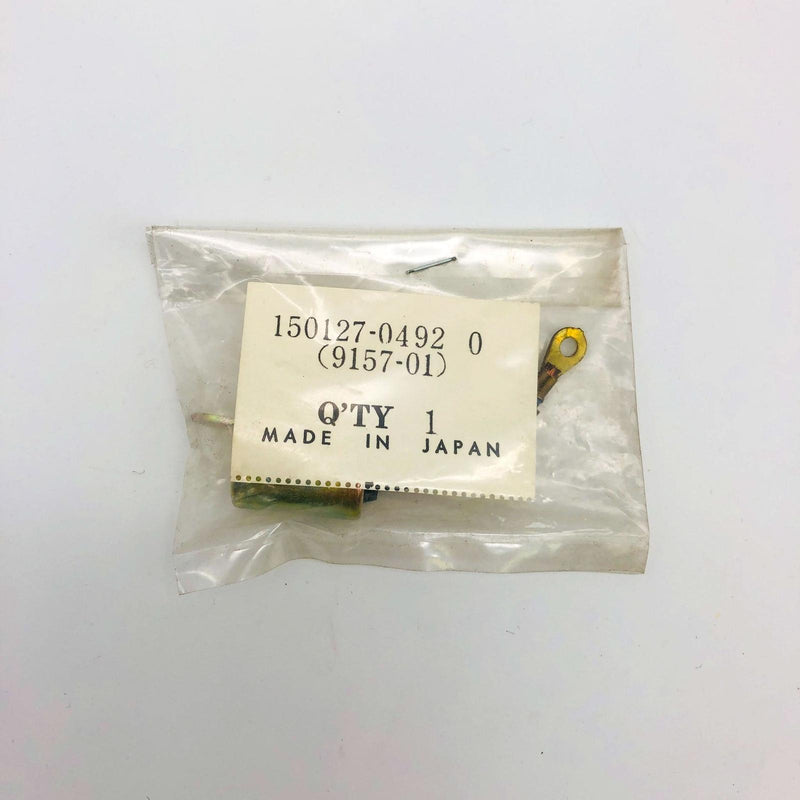 150127-0492 0
(9157-01)
Q'TY 1
MADE IN JAPAN